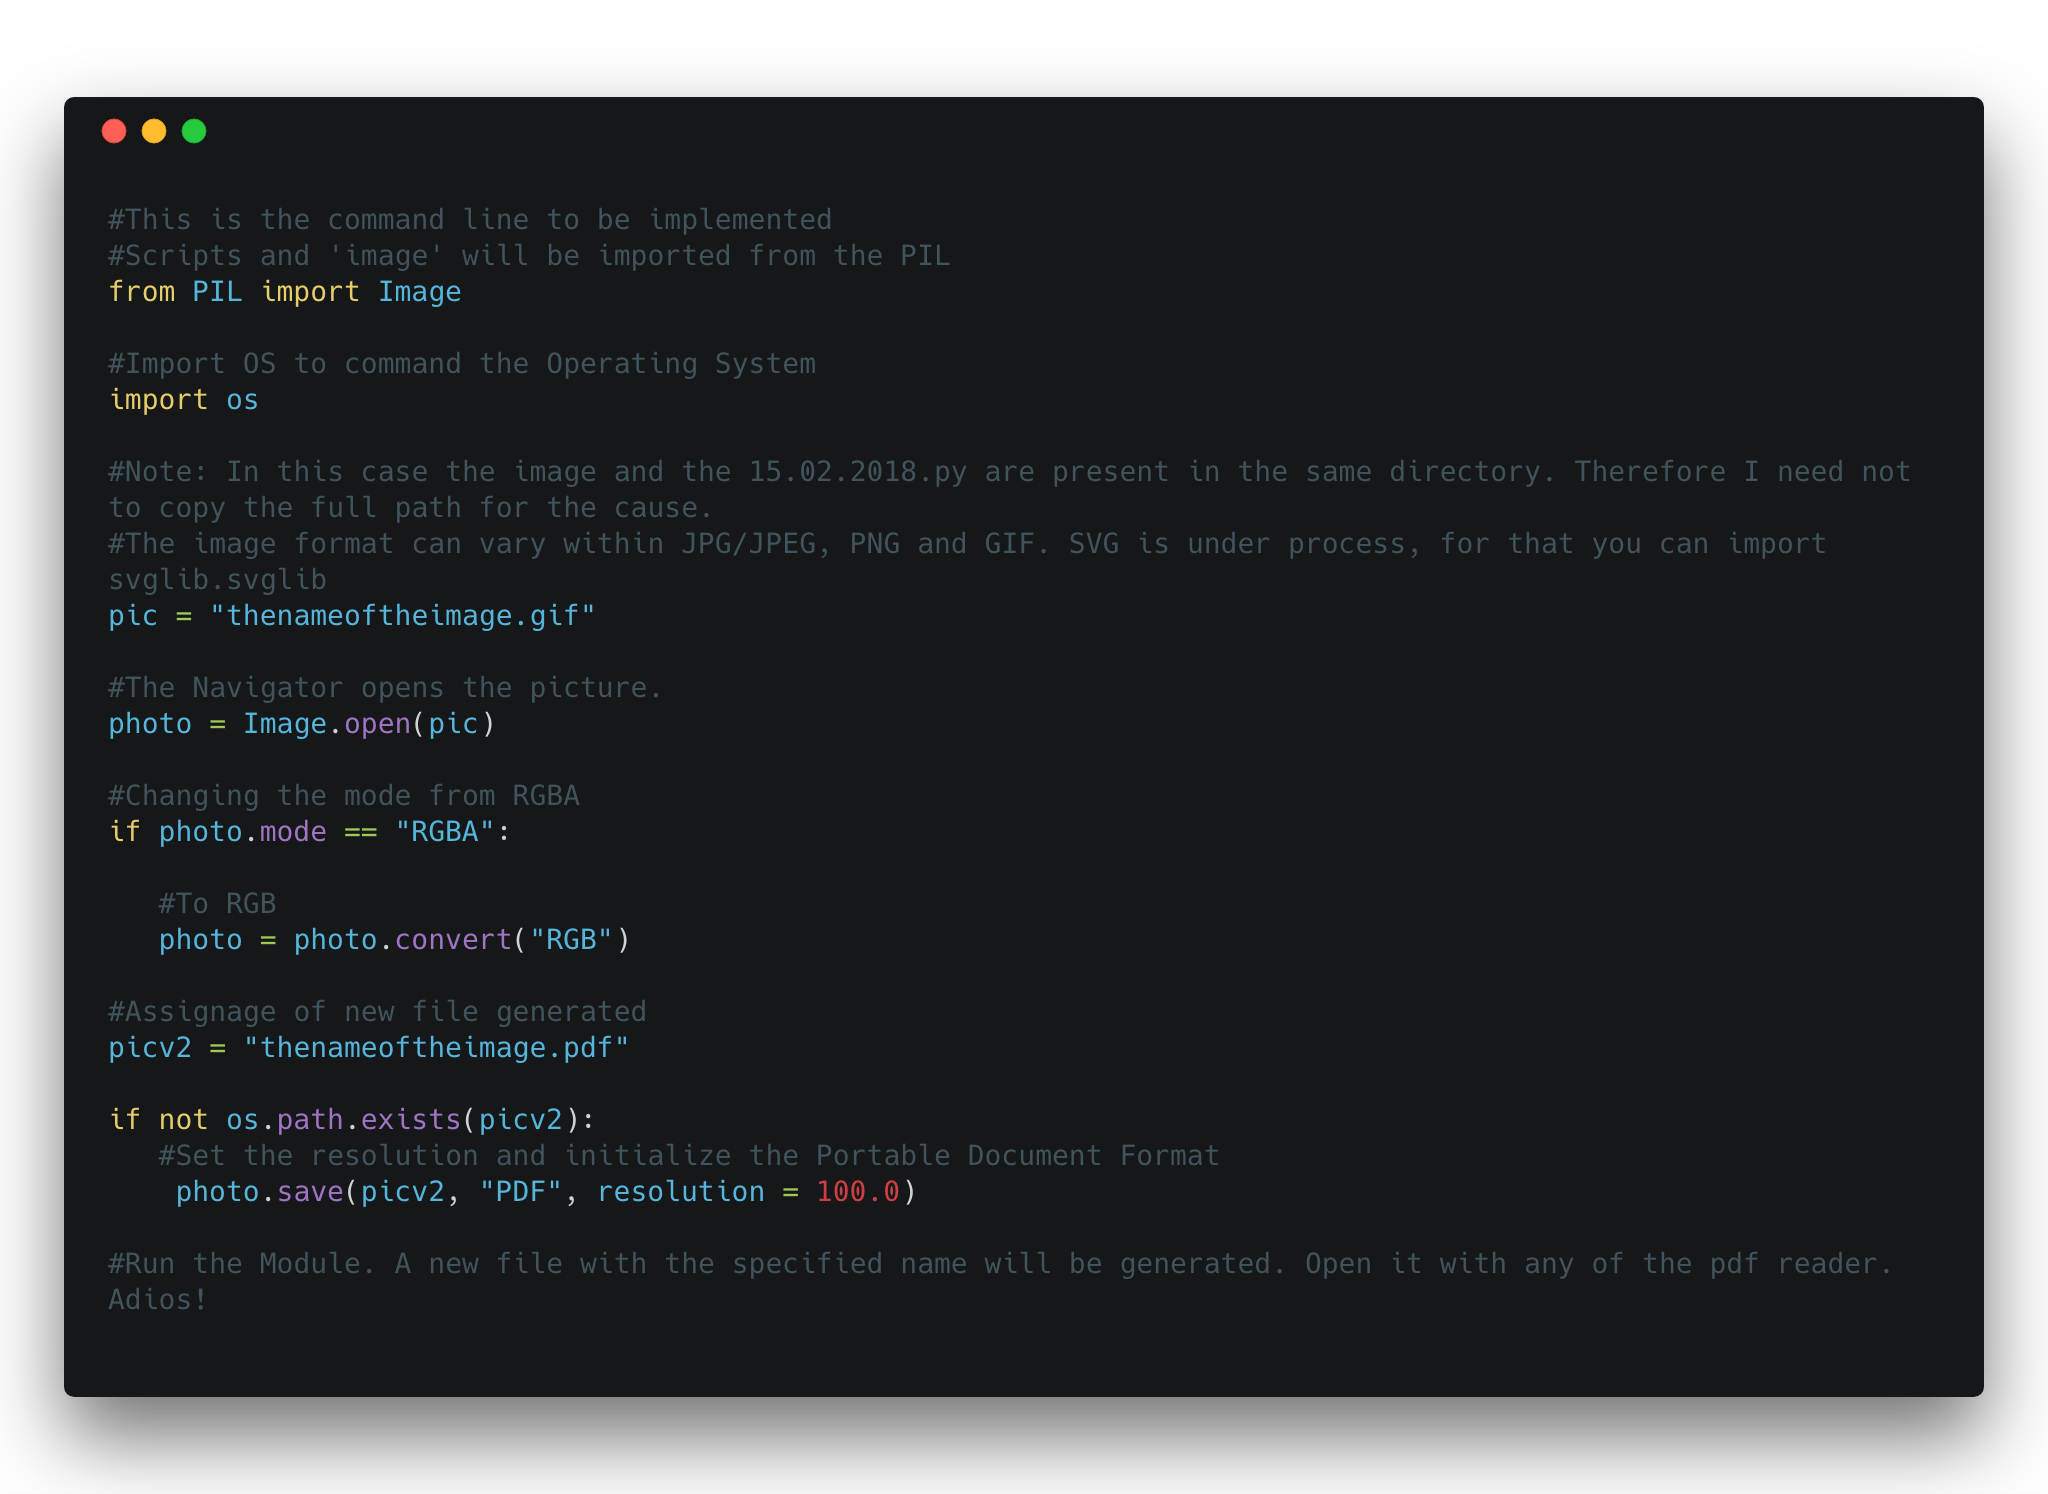 #This is the command line to be implemented
#Scripts and 'image' will be imported from the PIL
from PIL import Image
#Import OS to command the Operating System
import os
#Note: In this case the image and the 15.02.2018.py are present in the same directory. Therefore I need not
to copy the full path for the cause.
#The image format can vary within JPG/JPEG, PNG and GIF. SVG is under process, for that you can import
svglib.svglib
pic = "thenameoftheimage.gif"
#The Navigator opens the picture.
photo = Image.open(pic)
#Changing the mode from RGBA
if photo.mode == "RGBA":
   #To RGB
   photo = photo.convert("RGB")
#Assignage of new file generated
picv2 = "thenameoftheimage.pdf"
if not os.path.exists(picv2):
   #Set the resolution and initialize the Portable Document Format
    photo.save(picv2, "PDF", resolution = 100.0)
#Run the Module. A new file with the specified name will be generated. Open it with any of the pdf reader.
Adios!